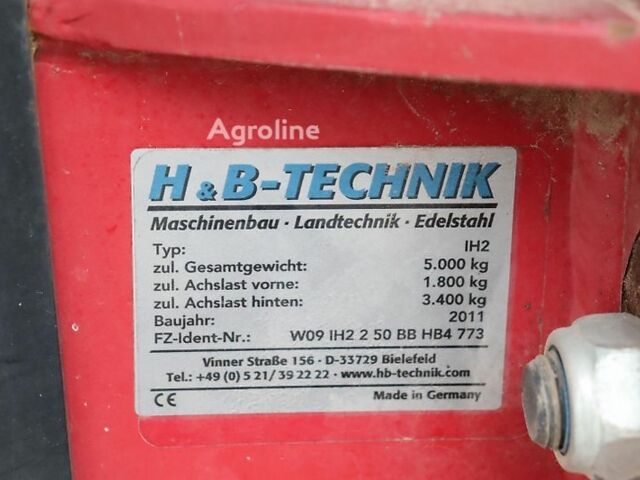 Agroline
H & B-TECHNIK
Maschinenbau · Landtechnik · Edelstahl
Typ: IH2
zul. Gesamtgewicht: 5.000 kg
zul. Achslast vorne: 1.800 kg
zul. Achslast hinten: 3.400 kg
Baujahr: 2011
FZ-Ident-Nr.: W09 IH2 2 50 BB HB4 773
Vinner Straße 156 · D-33729 Bielefeld
Tel.: +49 (0) 5 21/ 39 22 22 · www.hb-technik.com
CE Made in Germany